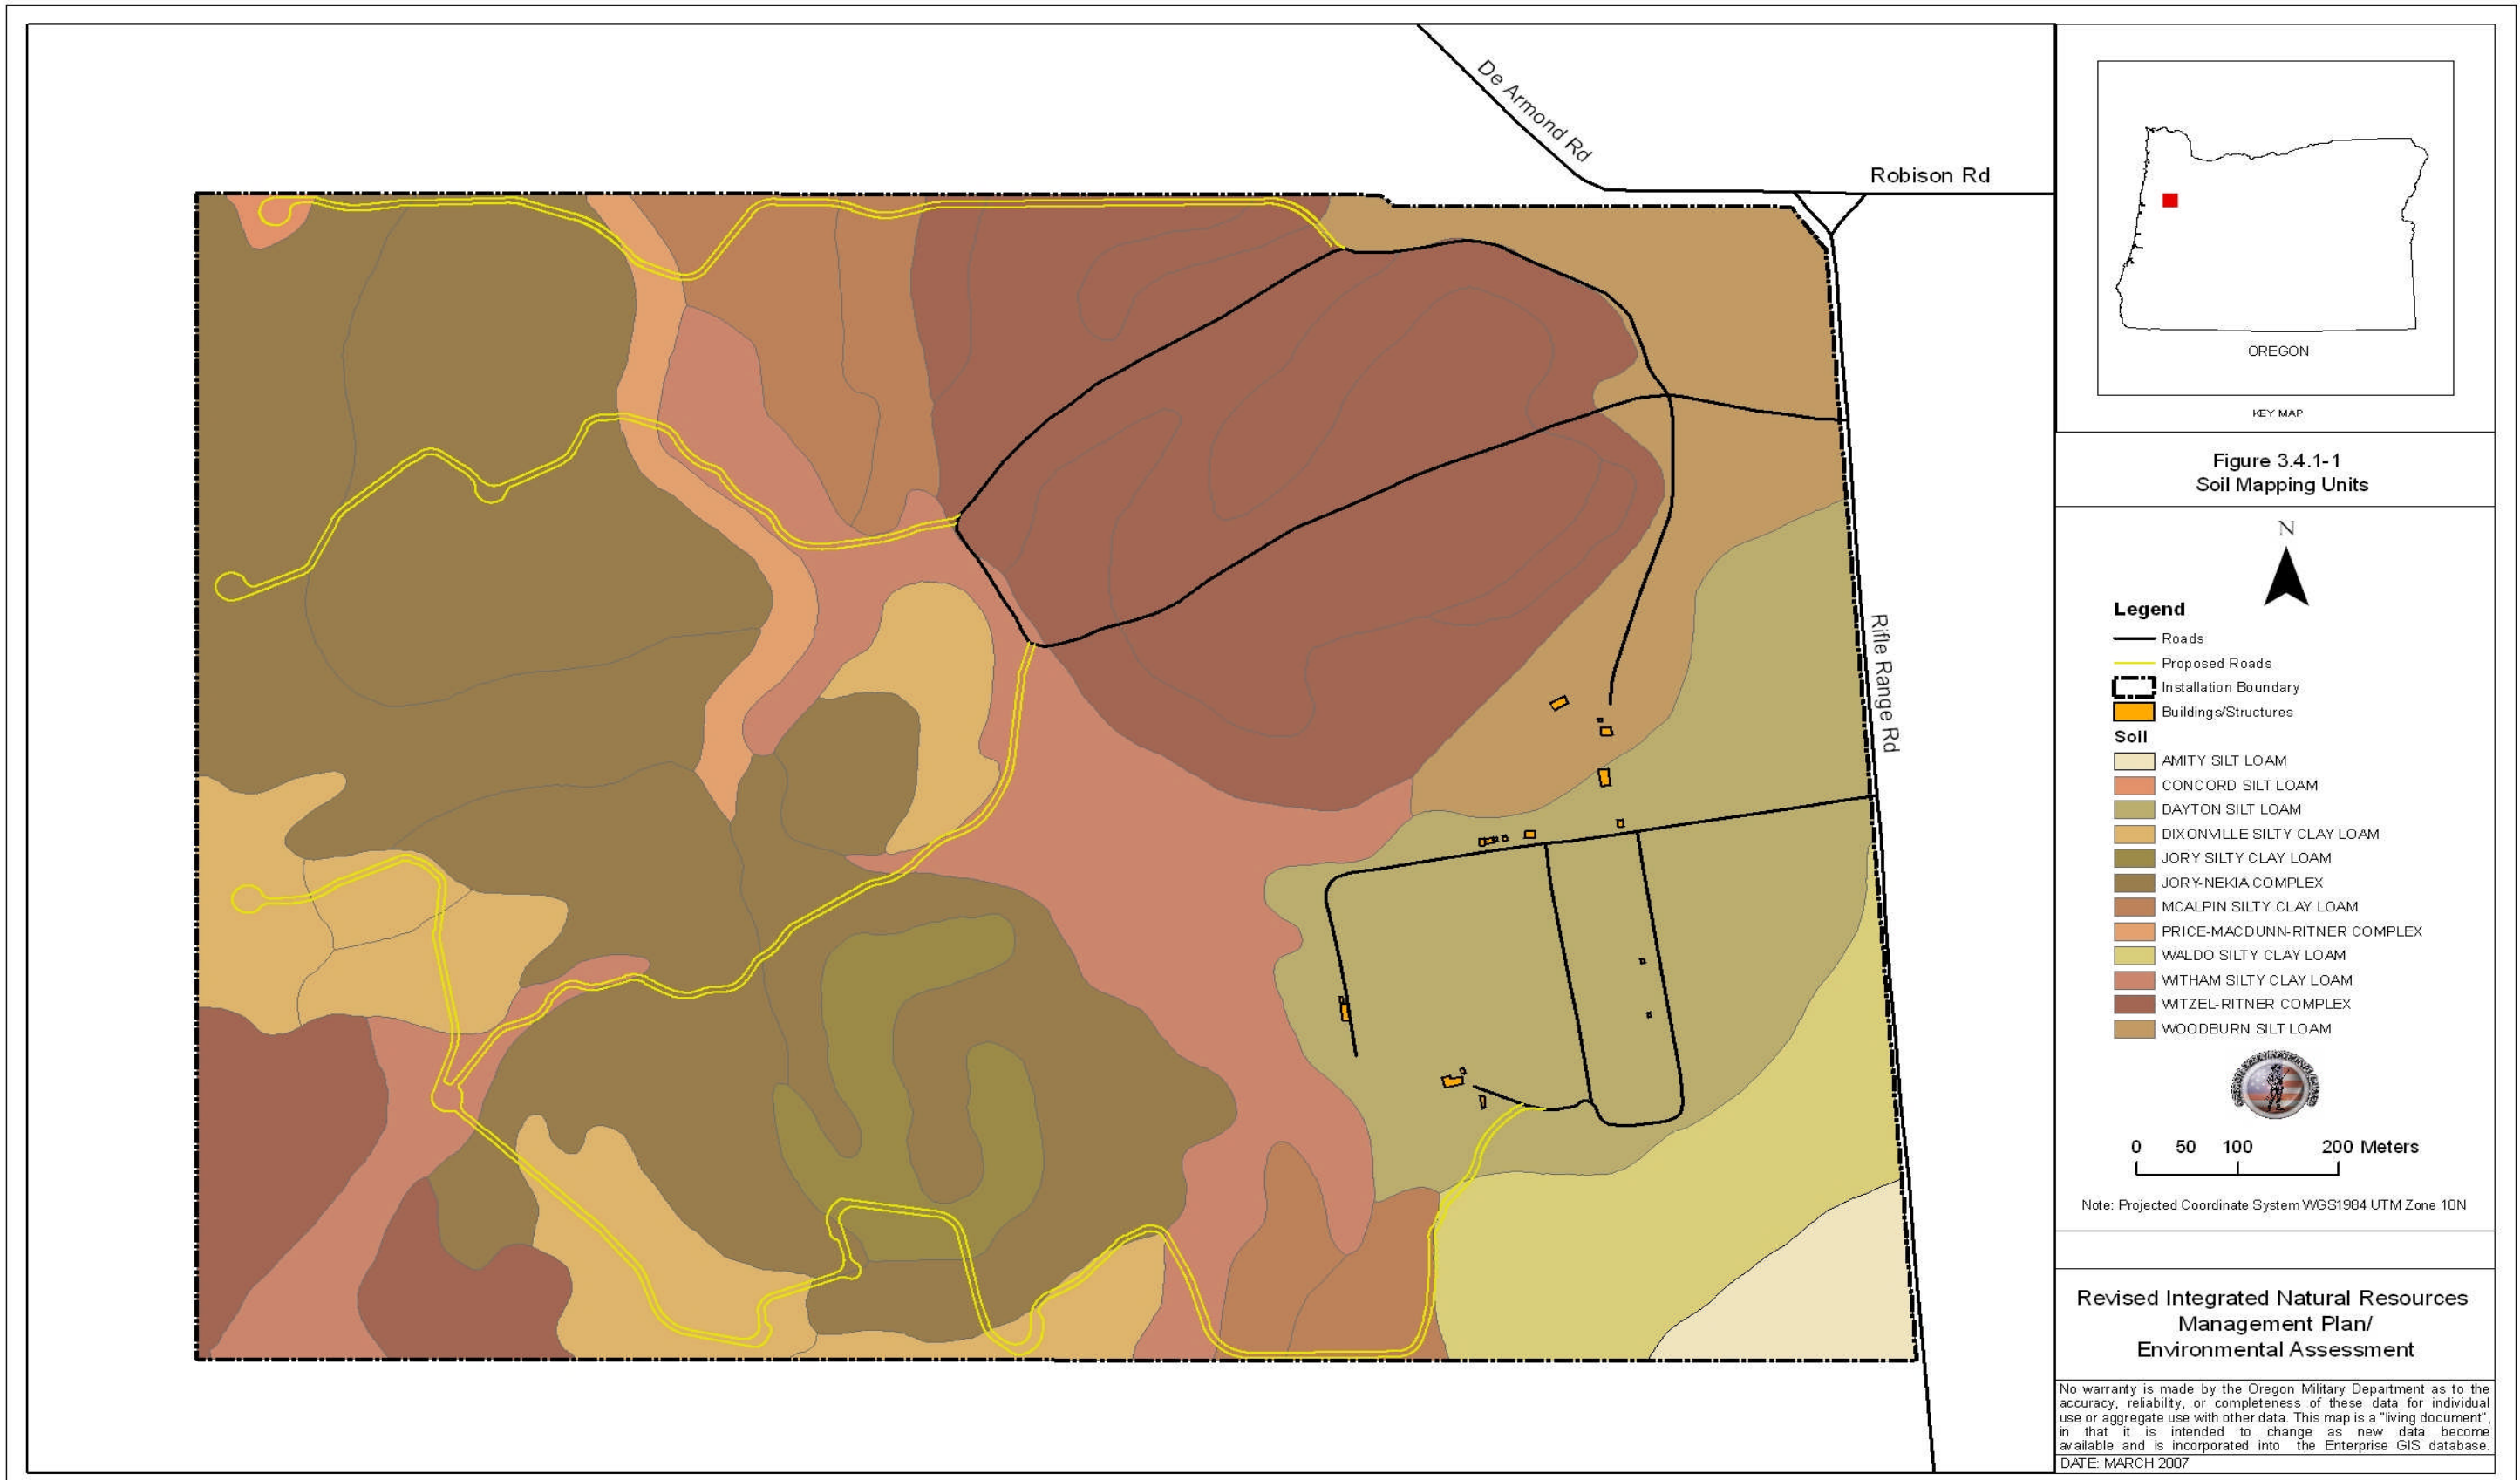 De Armond Rd
Robison Rd
Rifle Range Rd
OREGON
KEY MAP
Figure 3.4.1-1
Soil Mapping Units
N
Legend
Roads
Proposed Roads
Installation Boundary
Buildings/Structures
Soil
AMITY SILT LOAM
CONCORD SILT LOAM
DAYTON SILT LOAM
DIXONVILLE SILTY CLAY LOAM
JORY SILTY CLAY LOAM
JORY-NEKIA COMPLEX
MCALPIN SILTY CLAY LOAM
PRICE-MACDUNN-RITNER COMPLEX
WALDO SILTY CLAY LOAM
WITHAM SILTY CLAY LOAM
WITZEL-RITNER COMPLEX
WOODBURN SILT LOAM
0 50 100 200 Meters
Note: Projected Coordinate System WGS1984 UTM Zone 10N
Revised Integrated Natural Resources
Management Plan/
Environmental Assessment
No warranty is made by the Oregon Military Department as to the
accuracy, reliability, or completeness of these data for individual
use or aggregate use with other data. This map is a "living document",
in that it is intended to change as new data become
available and is incorporated into the Enterprise GIS database.
DATE: MARCH 2007